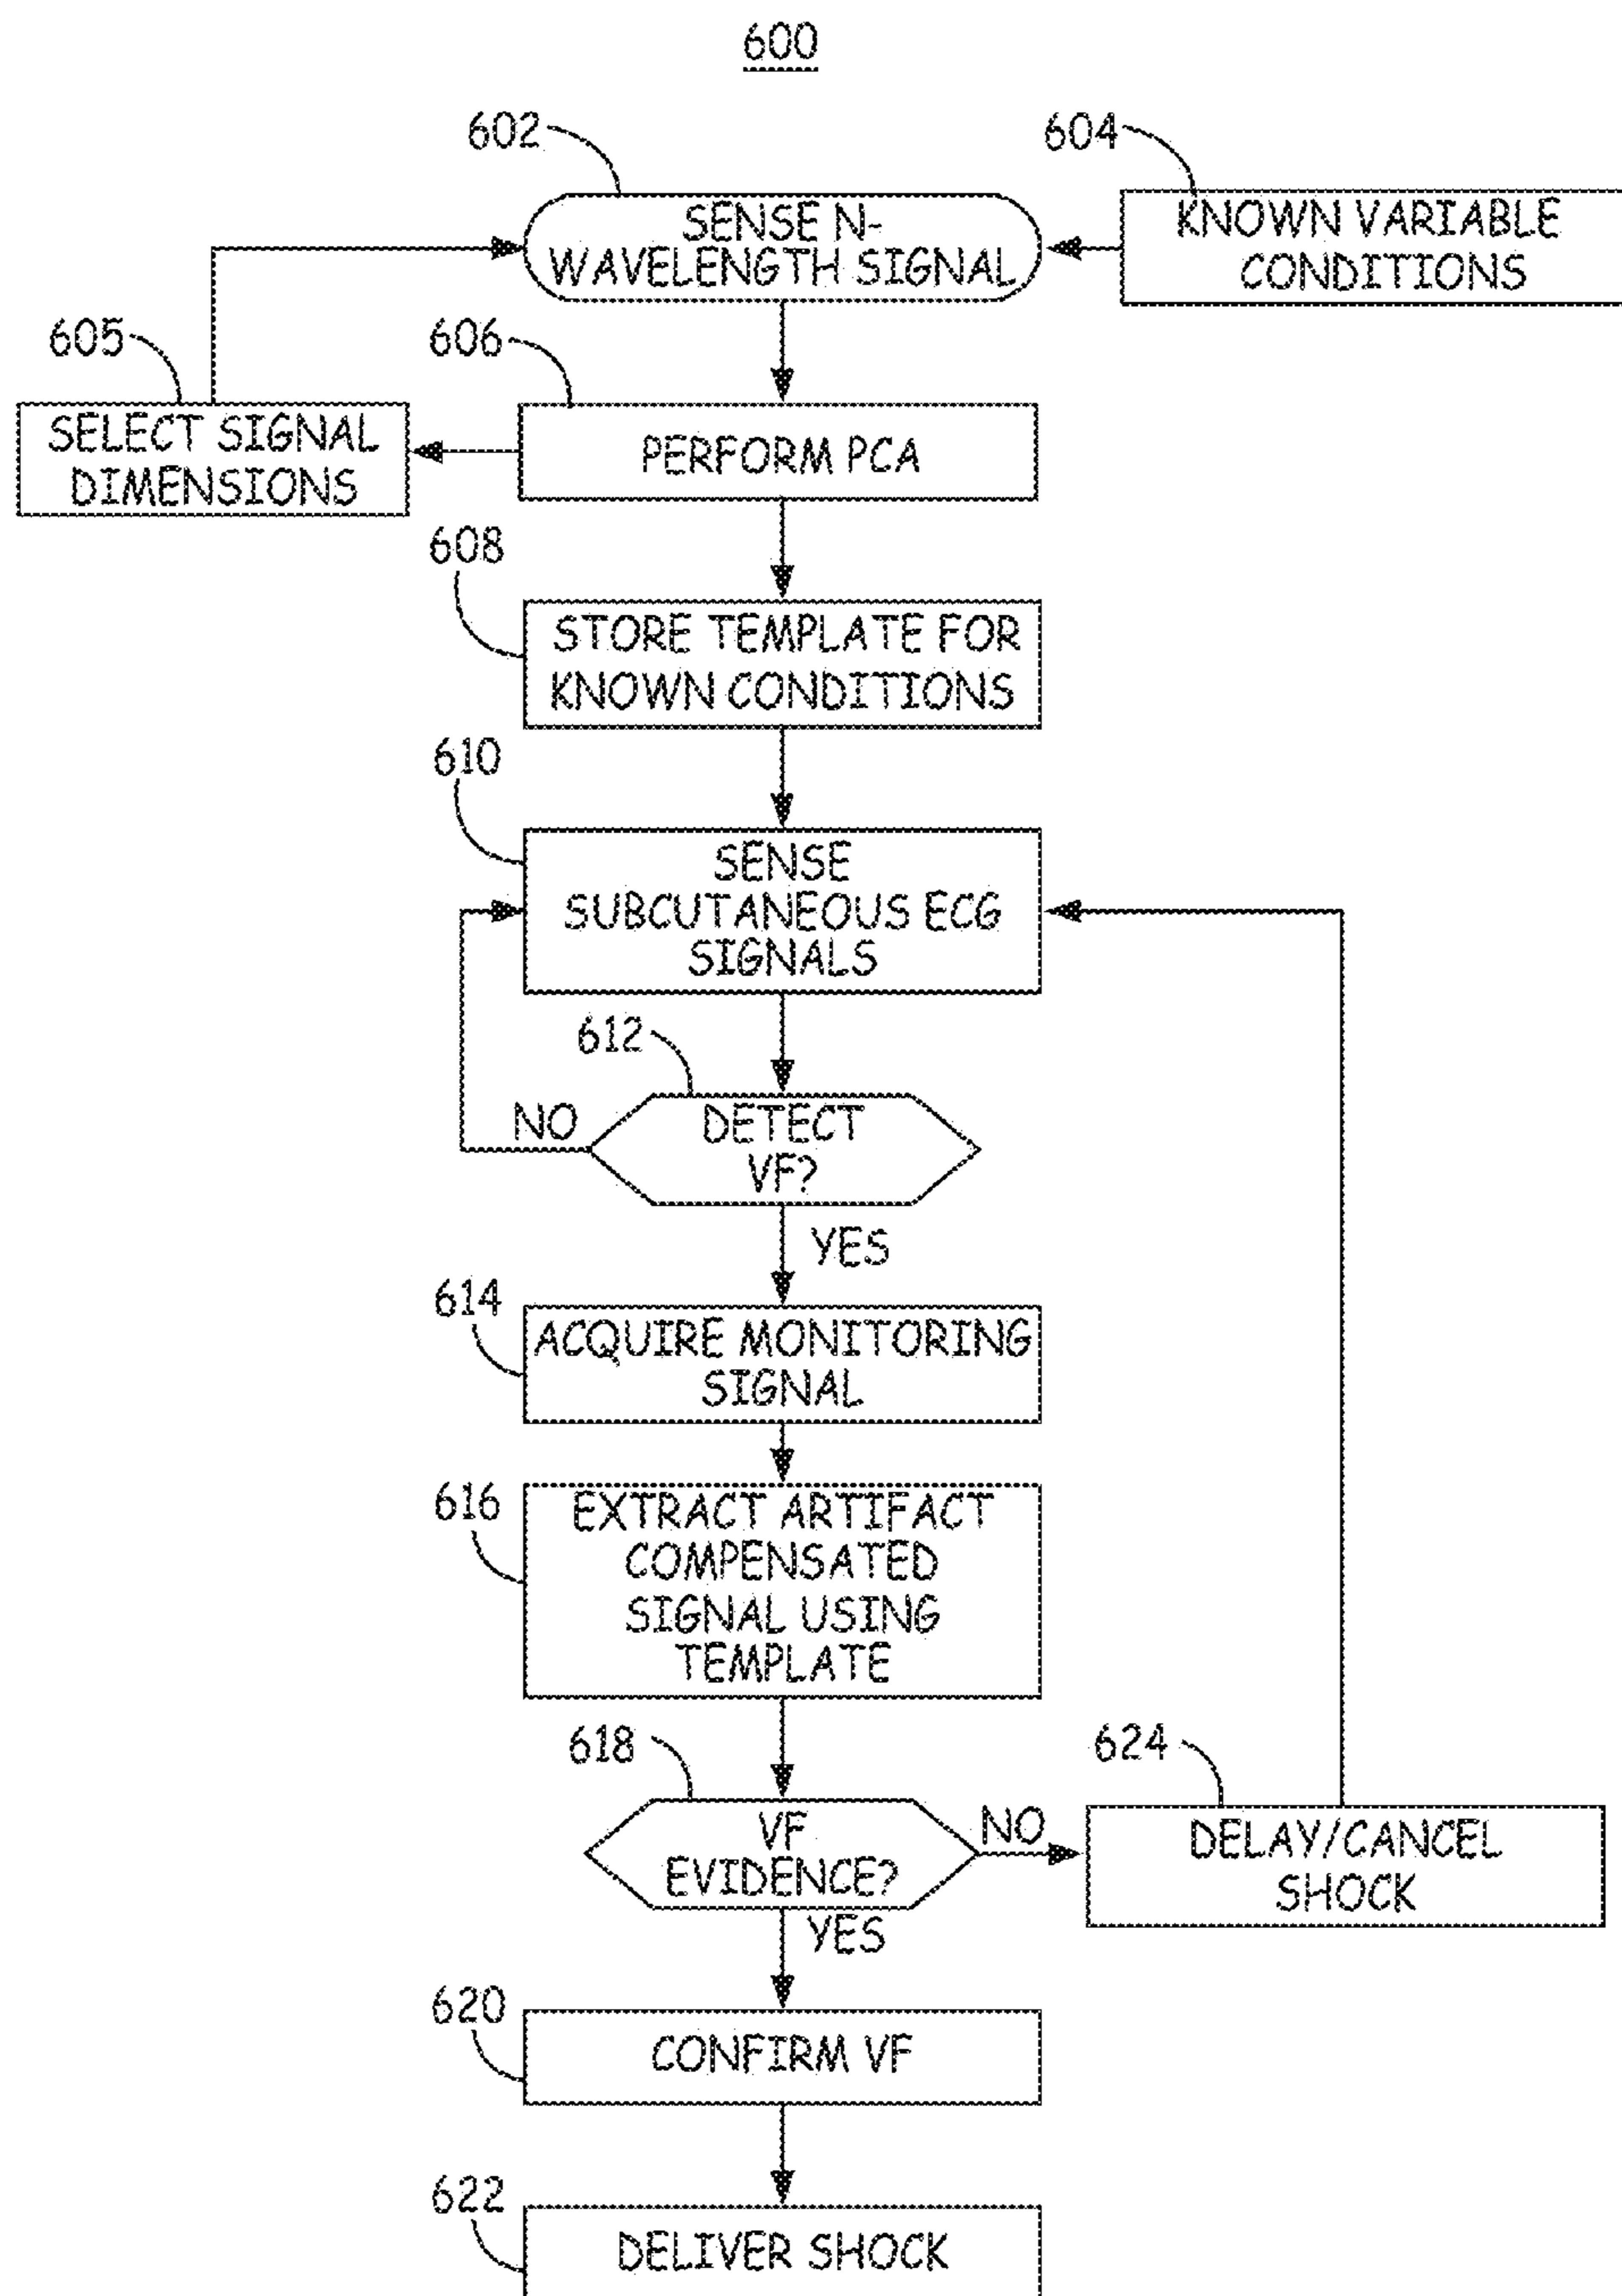 600
602
604
SENSE N-
WAVELENGTH SIGNAL
KNOWN VARIABLE
CONDITIONS
605
606
SELECT SIGNAL
DIMENSIONS
PERFORM PCA
608
STORE TEMPLATE FOR
KNOWN CONDITIONS
610
SENSE
SUBCUTANEOUS ECG
SIGNALS
612
NO
DETECT
VF?
YES
614
ACQUIRE MONITORING
SIGNAL
616
EXTRACT ARTIFACT
COMPENSATED
SIGNAL USING
TEMPLATE
618
624
VF
EVIDENCE?
NO
DELAY/CANCEL
SHOCK
YES
620
CONFIRM VF
622
DELIVER SHOCK